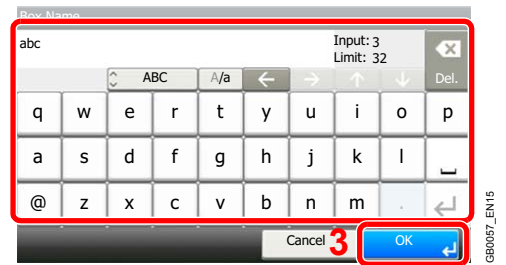 Box Name
abc Input: 3
Limit: 32
ABC A/a ← → ↑ ↓ Del.
q w e r t y u i o p
a s d f g h j k l _
@ z x c v b n m . ↵
Cancel 3 OK
GB0057_EN15